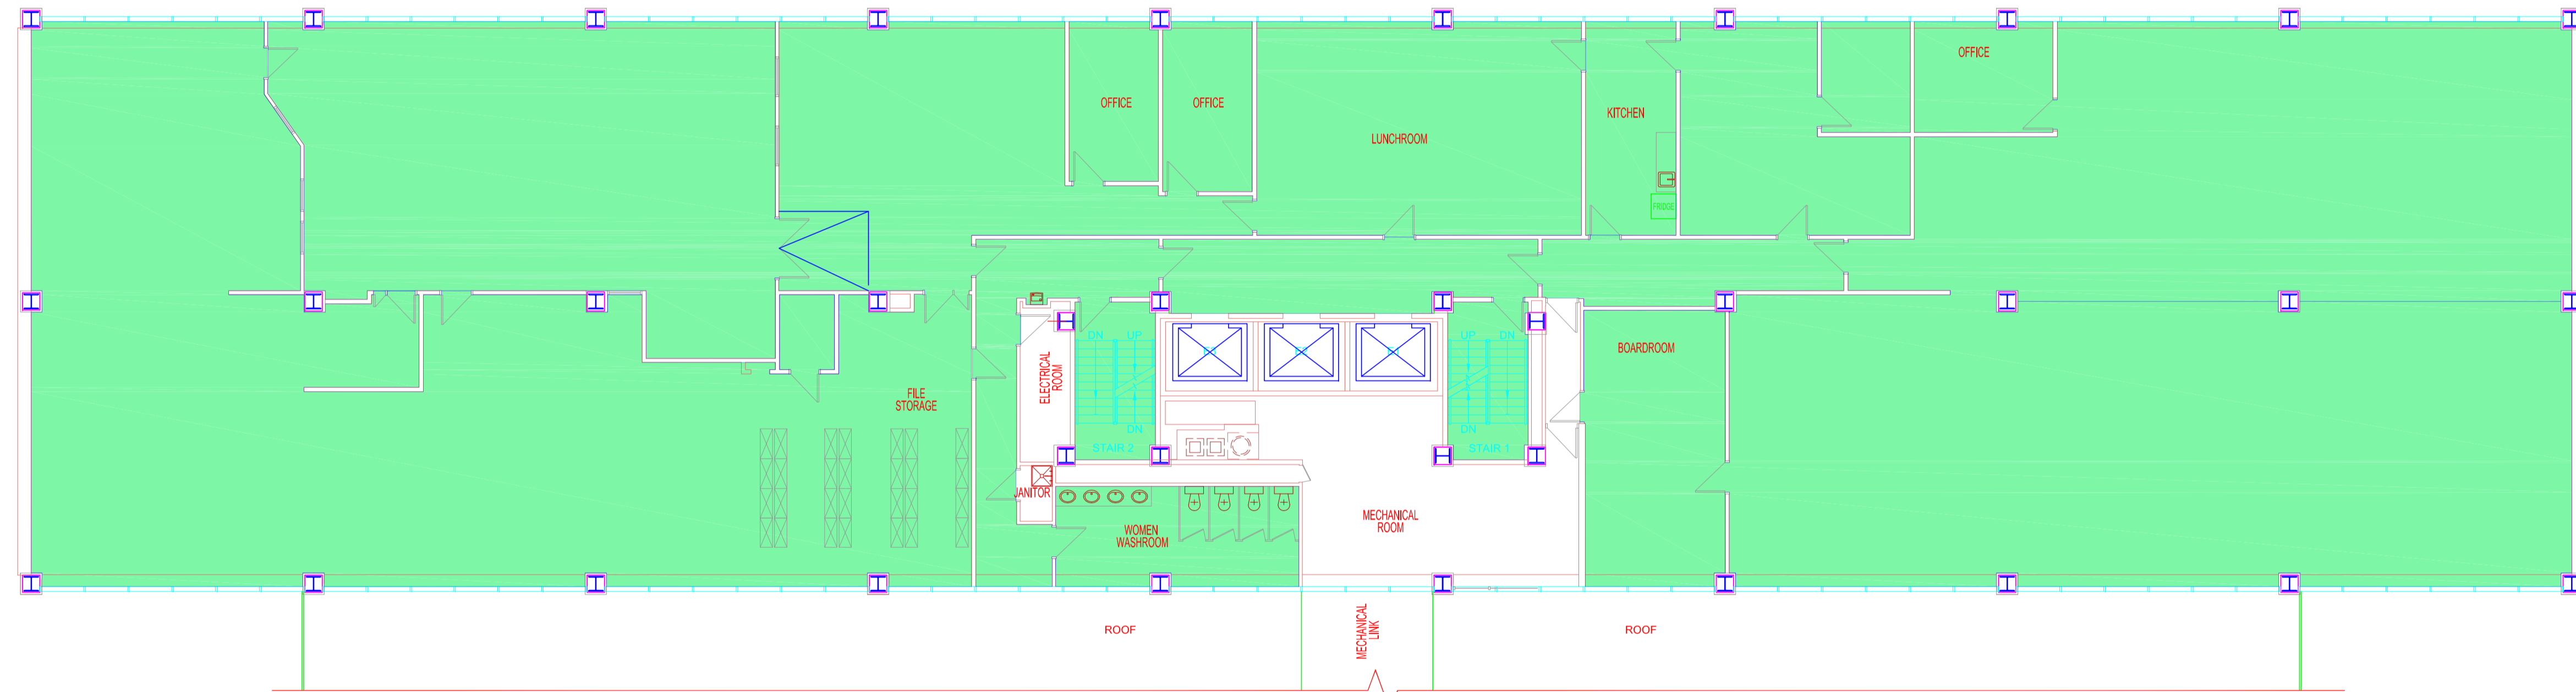 OFFICE
OFFICE
OFFICE
LUNCHROOM
KITCHEN
FRIDGE
DN
UP
UP
DN
BOARDROOM
ELECTRICAL
ROOM
FILE
STORAGE
DN
DN
STAIR 2
STAIR 1
JANITOR
WOMEN
WASHROOM
MECHANICAL
ROOM
ROOF
MECHANICAL
LINK
ROOF